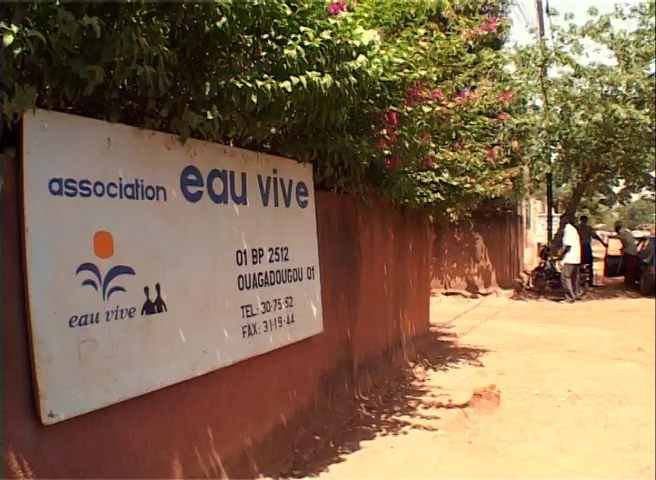 association eau vive
01 BP 2512
OUAGADOUGOU 01
TEL: 30-75-52
FAX: 31-19-44
eau vive